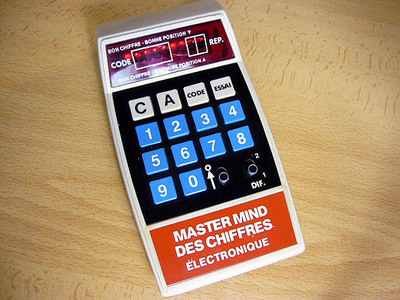 BON CHIFFRE - BONNE POSITION ▼
CODE REP.
BON CHIFFRE - POSITION ▲
C A CODE ESSAI
1 2 3 4
5 6 7 8
9 0
2
1
DIF.
MASTER MIND
DES CHIFFRES
ÉLECTRONIQUE